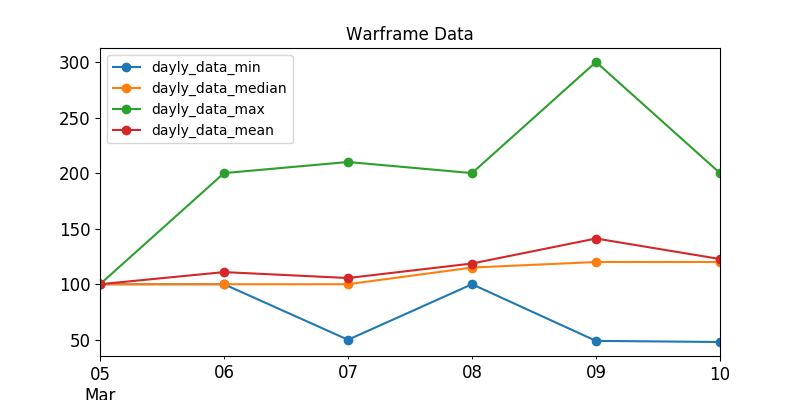 Warframe Data
dayly_data_min
dayly_data_median
dayly_data_max
dayly_data_mean
300
250
200
150
100
50
05 06 07 08 09 10
Mar